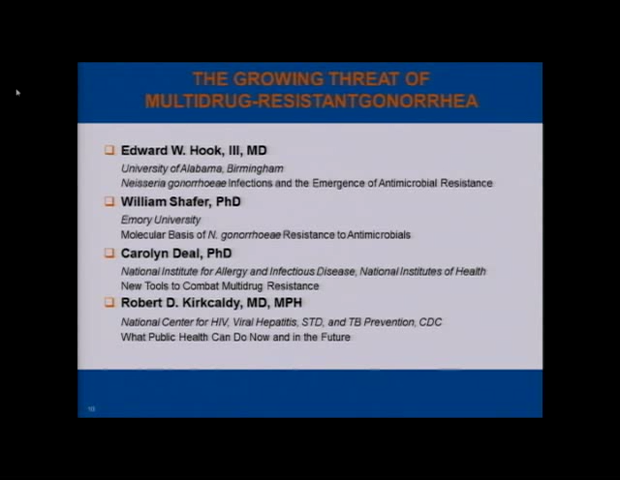 THE GROWING THREAT OF
MULTIDRUG-RESISTANTGONORRHEA
Edward W. Hook, III, MD
University of Alabama, Birmingham
Neisseria gonorrhoeae Infections and the Emergence of Antimicrobial Resistance
William Shafer, PhD
Emory University
Molecular Basis of N. gonorrhoeae Resistance to Antimicrobials
Carolyn Deal, PhD
National Institute for Allergy and Infectious Disease, National Institutes of Health
New Tools to Combat Multidrug Resistance
Robert D. Kirkcaldy, MD, MPH
National Center for HIV, Viral Hepatitis, STD, and TB Prevention, CDC
What Public Health Can Do Now and in the Future